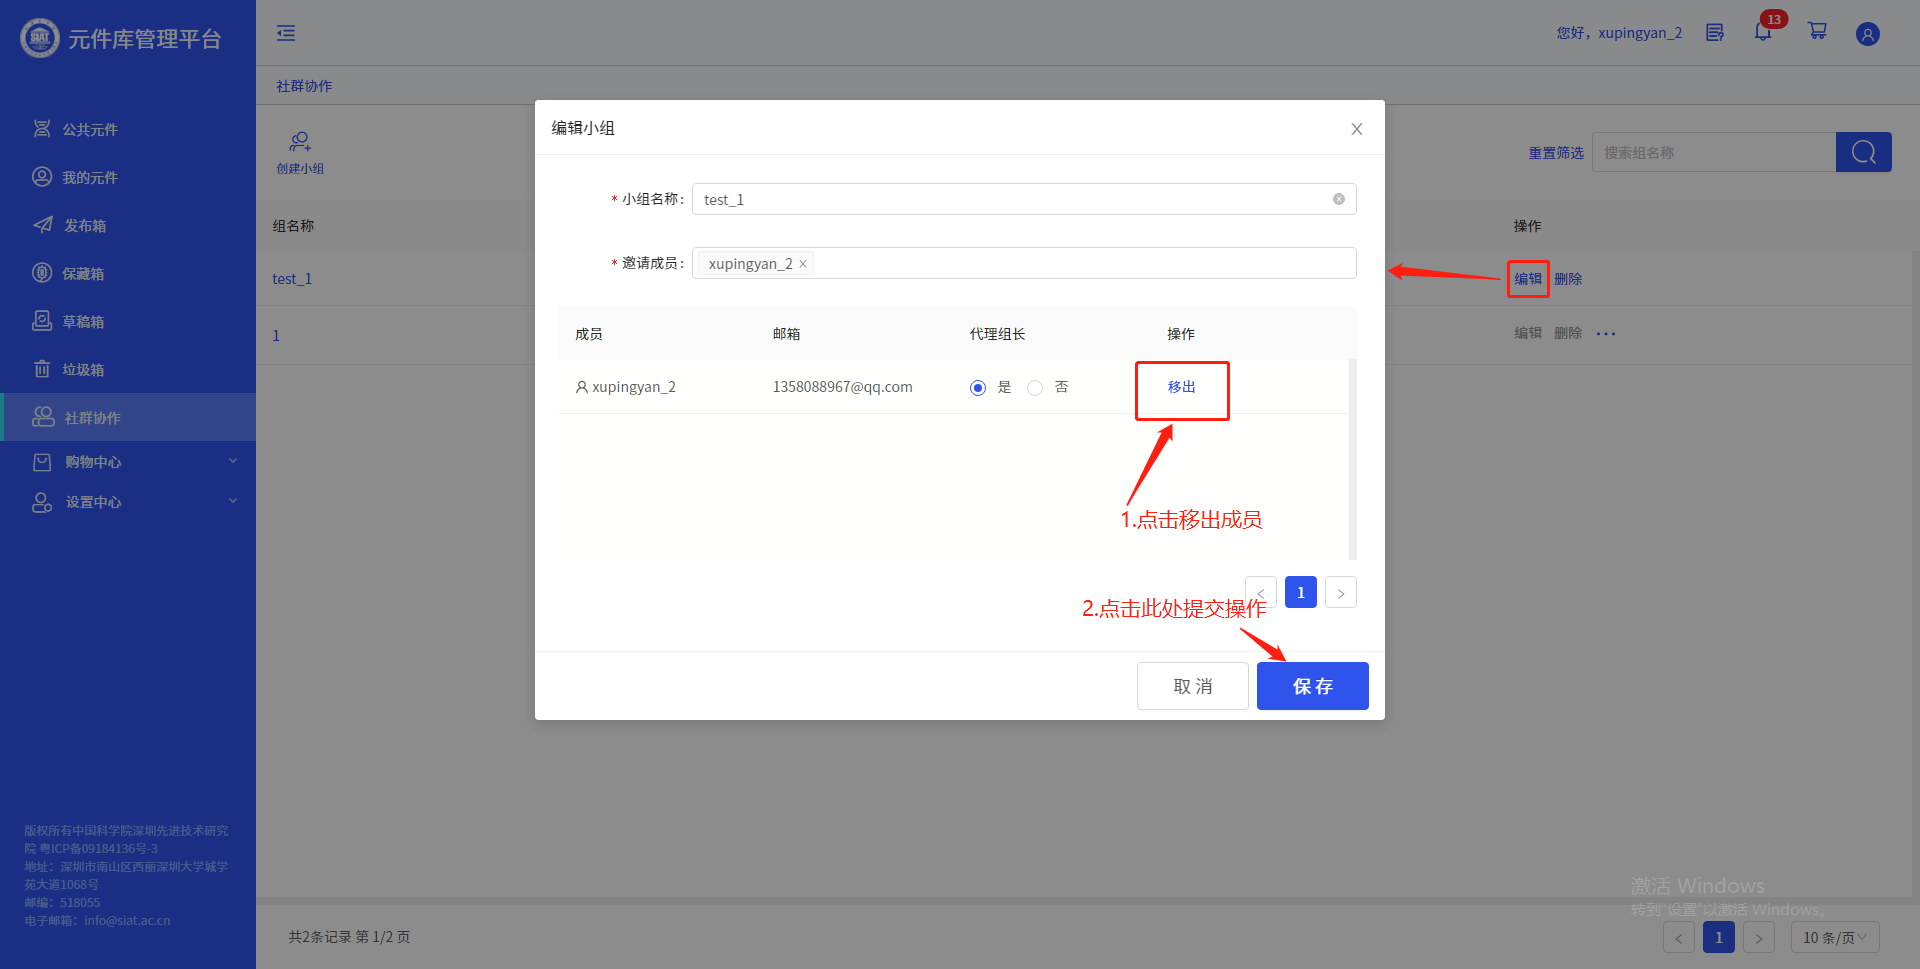 SIAT
元件库管理平台
您好，xupingyan_2
13
社群协作
公共元件
我的元件
发布箱
保藏箱
草稿箱
垃圾箱
社群协作
购物中心
设置中心
版权所有中国科学院深圳先进技术研究
院 粤ICP备09184136号-3
地址：深圳市南山区西丽深圳大学城学
苑大道1068号
邮编：518055
电子邮箱：info@siat.ac.cn
创建小组
重置筛选
搜索组名称
组名称
操作
test_1
编辑 删除
1
编辑 删除 •••
编辑小组
* 小组名称：
test_1
* 邀请成员：
xupingyan_2 ×
成员 邮箱 代理组长 操作
xupingyan_2 1358088967@qq.com 是 否 移出
1.点击移出成员
< 1 >
2.点击此处提交操作
取 消
保 存
共2条记录 第 1/2 页
< 1 >
10 条/页
激活 Windows
转到“设置”以激活 Windows。